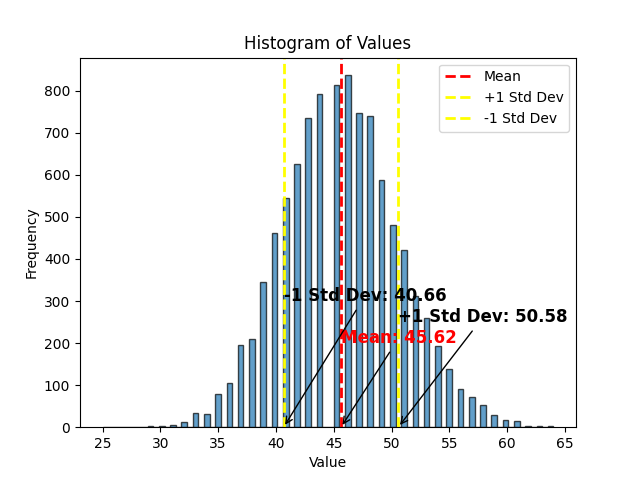 Histogram of Values
Frequency
800
700
600
500
400
300
200
100
0
Mean
+1 Std Dev
-1 Std Dev
-1 Std Dev: 40.66
+1 Std Dev: 50.58
Mean: 45.62
25 30 35 40 45 50 55 60 65
Value